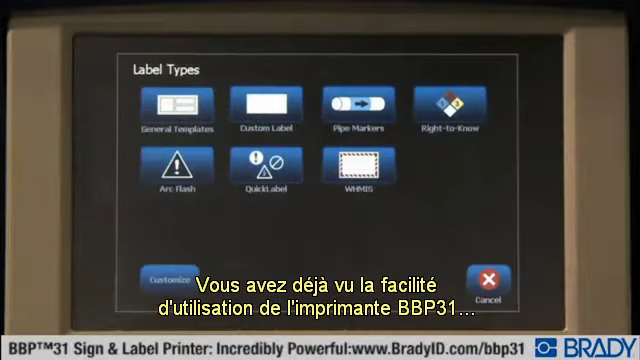 Label Types
General Templates
Custom Label
Pipe Markers
Right-to-Know
Arc Flash
QuickLabel
WHMIS
Customize
Cancel
Vous avez déjà vu la facilité
d'utilisation de l'imprimante BBP31...
BBP™31 Sign & Label Printer: Incredibly Powerful:www.BradyID.com/bbp31
BRADY